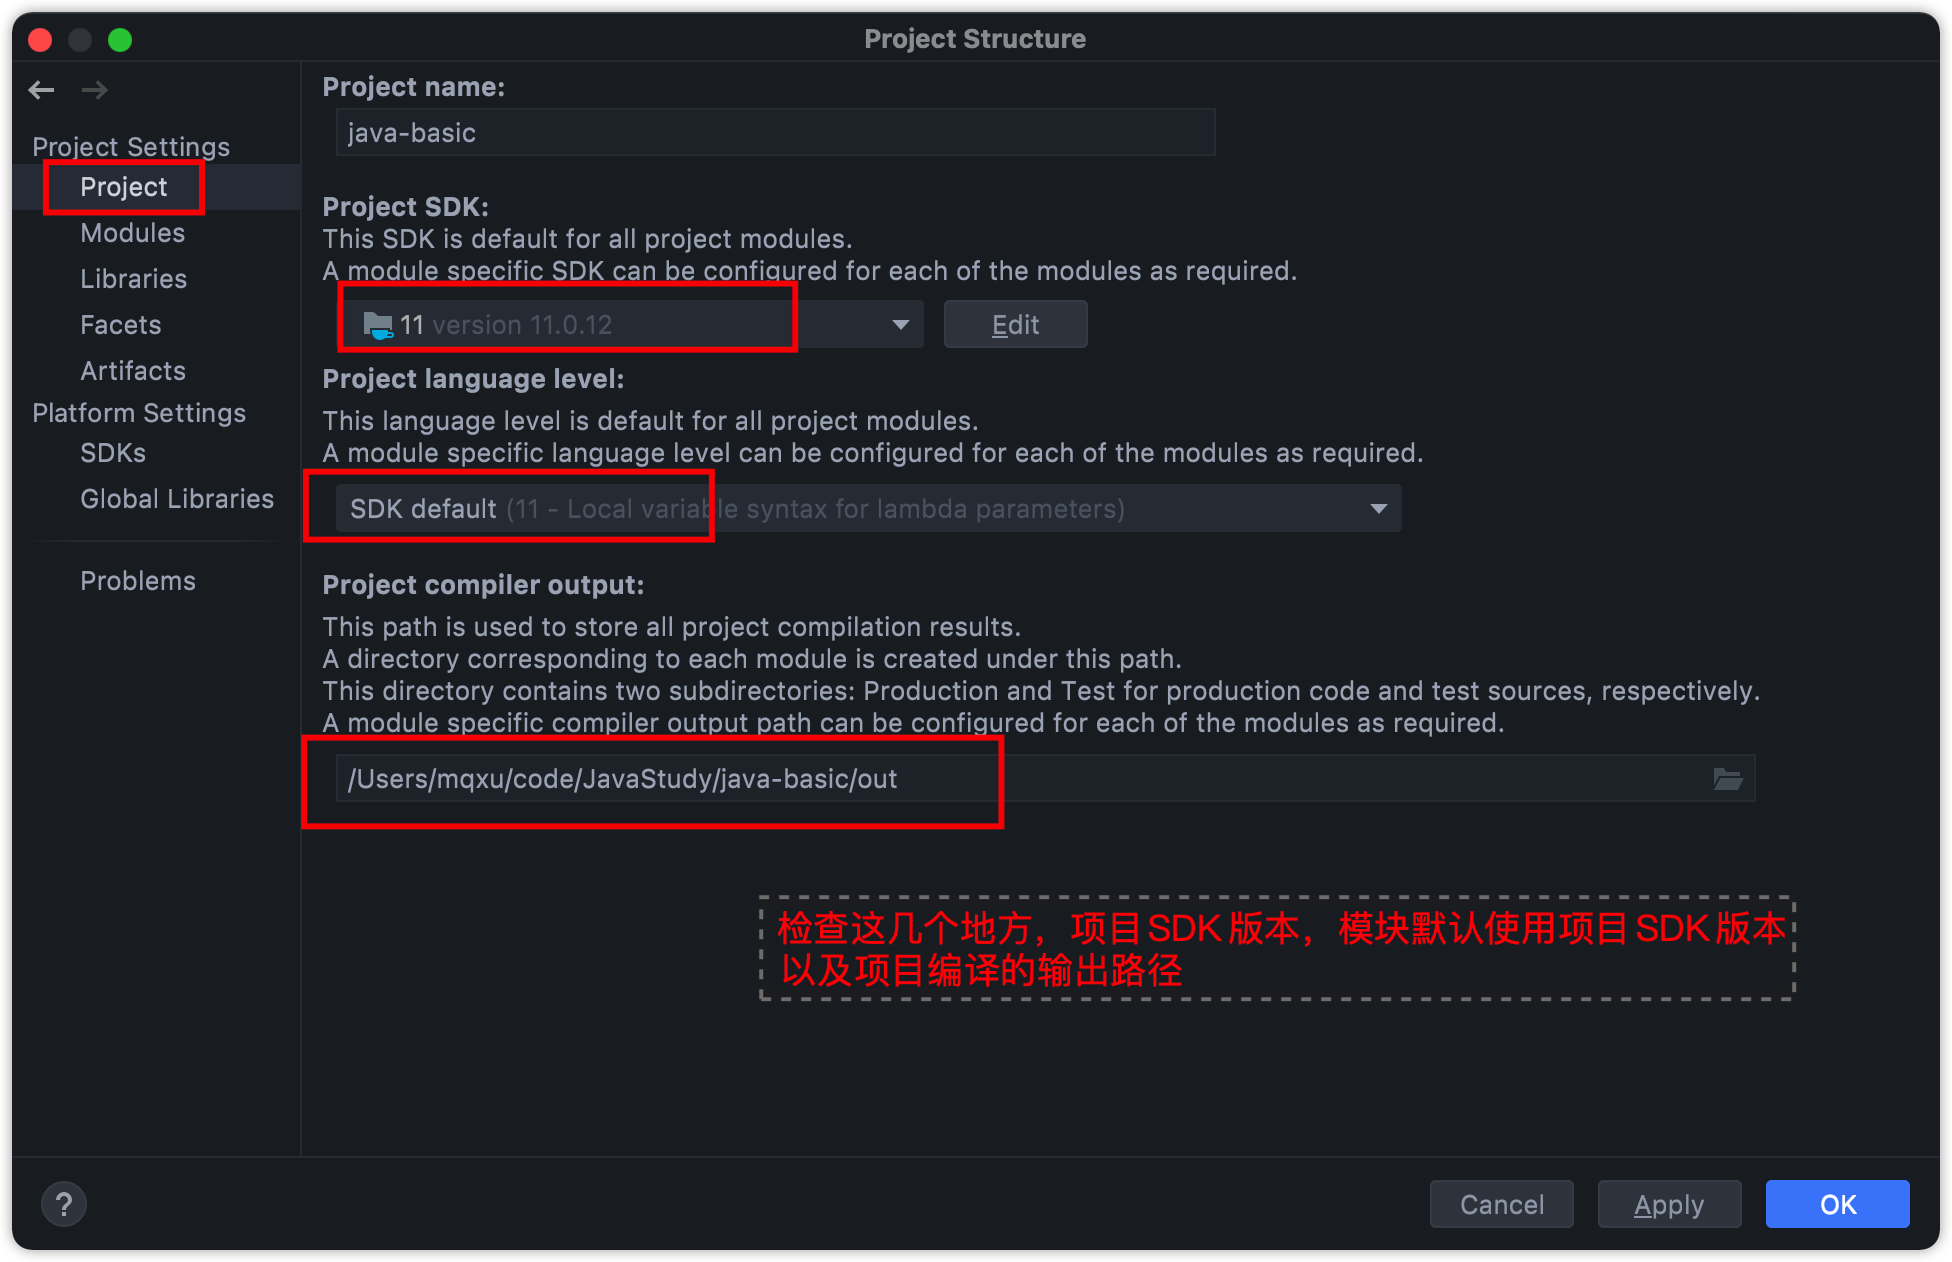 Project Structure
Project Settings
Project
Modules
Libraries
Facets
Artifacts
Platform Settings
SDKs
Global Libraries
Problems
Project name:
java-basic
Project SDK:
This SDK is default for all project modules.
A module specific SDK can be configured for each of the modules as required.
11 version 11.0.12
Edit
Project language level:
This language level is default for all project modules.
A module specific language level can be configured for each of the modules as required.
SDK default (11 - Local variable syntax for lambda parameters)
Project compiler output:
This path is used to store all project compilation results.
A directory corresponding to each module is created under this path.
This directory contains two subdirectories: Production and Test for production code and test sources, respectively.
A module specific compiler output path can be configured for each of the modules as required.
/Users/mqxu/code/JavaStudy/java-basic/out
检查这几个地方，项目SDK版本，模块默认使用项目SDK版本
以及项目编译的输出路径
?
Cancel
Apply
OK